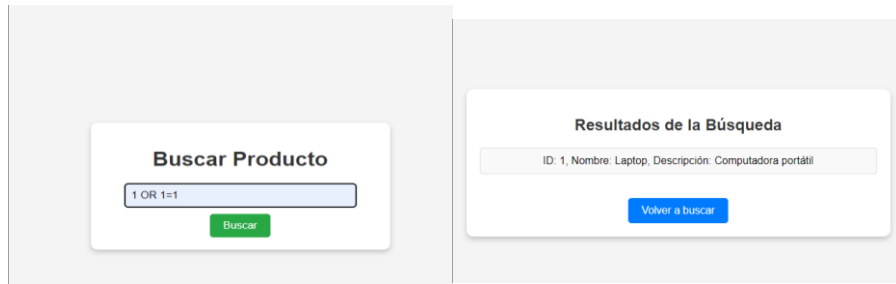 Buscar Producto
1 OR 1=1
Buscar
Resultados de la Búsqueda
ID: 1, Nombre: Laptop, Descripción: Computadora portátil
Volver a buscar